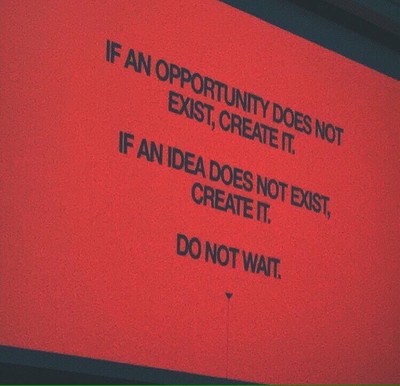 IF AN OPPORTUNITY DOES NOT
EXIST, CREATE IT.
IF AN IDEA DOES NOT EXIST,
CREATE IT.
DO NOT WAIT.